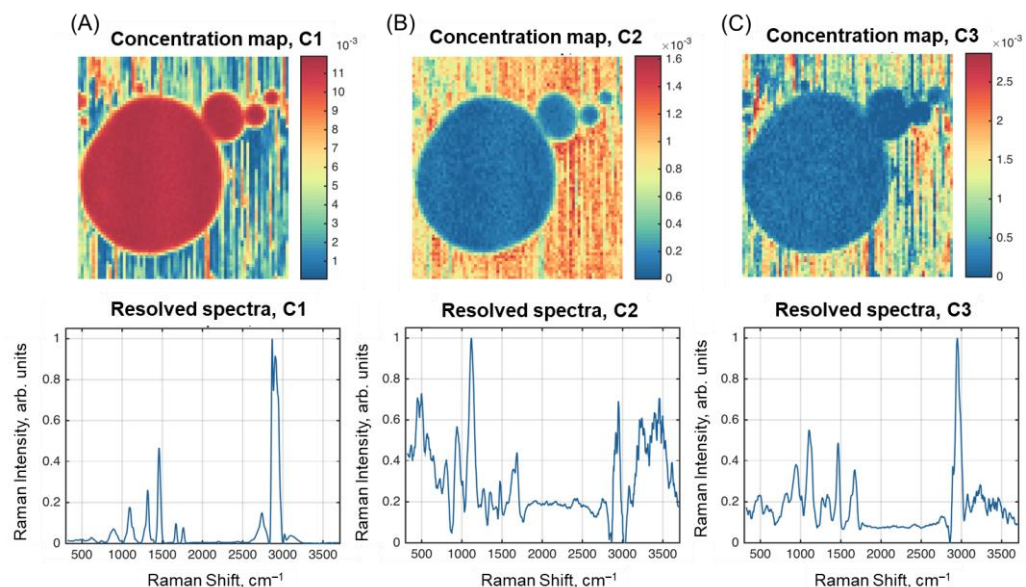 (A)
Concentration map, C1
10⁻³
11
10
9
8
7
6
5
4
3
2
1
(B)
Concentration map, C2
×10⁻³
1.6
1.4
1.2
1
0.8
0.6
0.4
0.2
0
(C)
Concentration map, C3
×10⁻³
2.5
2
1.5
1
0.5
0
Resolved spectra, C1
Raman Intensity, arb. units
1
0.8
0.6
0.4
0.2
0
500 1000 1500 2000 2500 3000 3500
Raman Shift, cm⁻¹
Resolved spectra, C2
Raman Intensity, arb. units
1
0.8
0.6
0.4
0.2
0
500 1000 1500 2000 2500 3000 3500
Raman Shift, cm⁻¹
Resolved spectra, C3
Raman Intensity, arb. units
1
0.8
0.6
0.4
0.2
0
500 1000 1500 2000 2500 3000 3500
Raman Shift, cm⁻¹